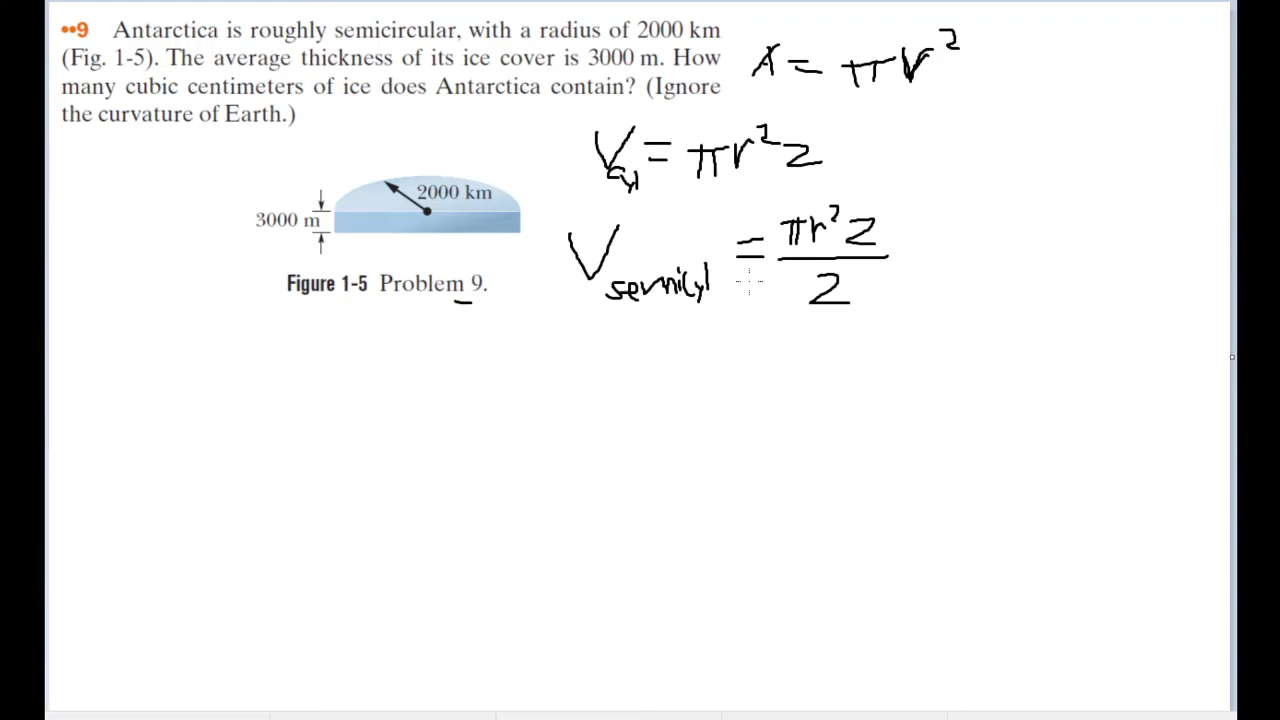 ••9 Antarctica is roughly semicircular, with a radius of 2000 km
(Fig. 1-5). The average thickness of its ice cover is 3000 m. How
many cubic centimeters of ice does Antarctica contain? (Ignore
the curvature of Earth.)
A = πr²
V_cyl = πr²z
2000 km
3000 m
V_semicyl = πr²z / 2
Figure 1-5 Problem 9.